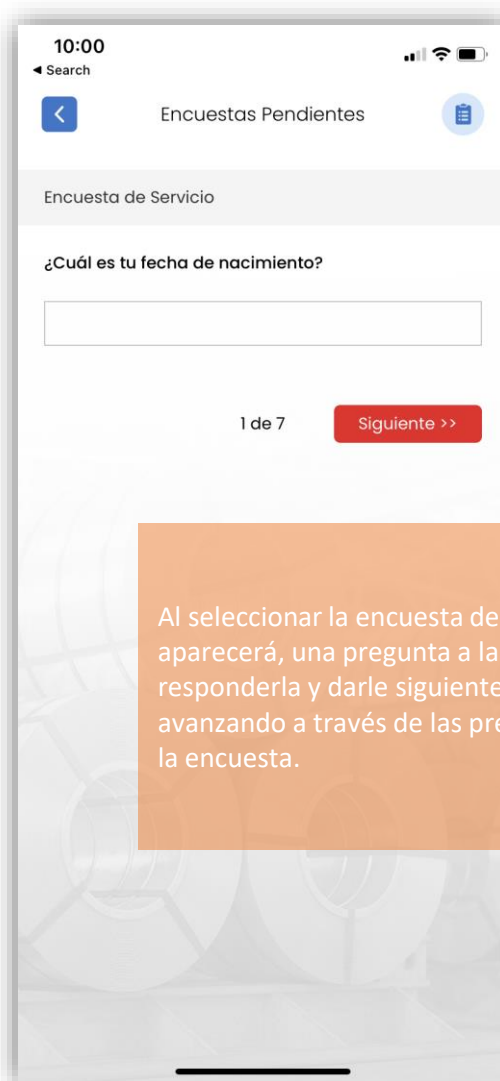 10:00
◄ Search
Encuestas Pendientes
Encuesta de Servicio
¿Cuál es tu fecha de nacimiento?
1 de 7
Siguiente >>
Al seleccionar la encuesta de
aparecerá, una pregunta a la
responderla y darle siguiente
avanzando a través de las pre
la encuesta.